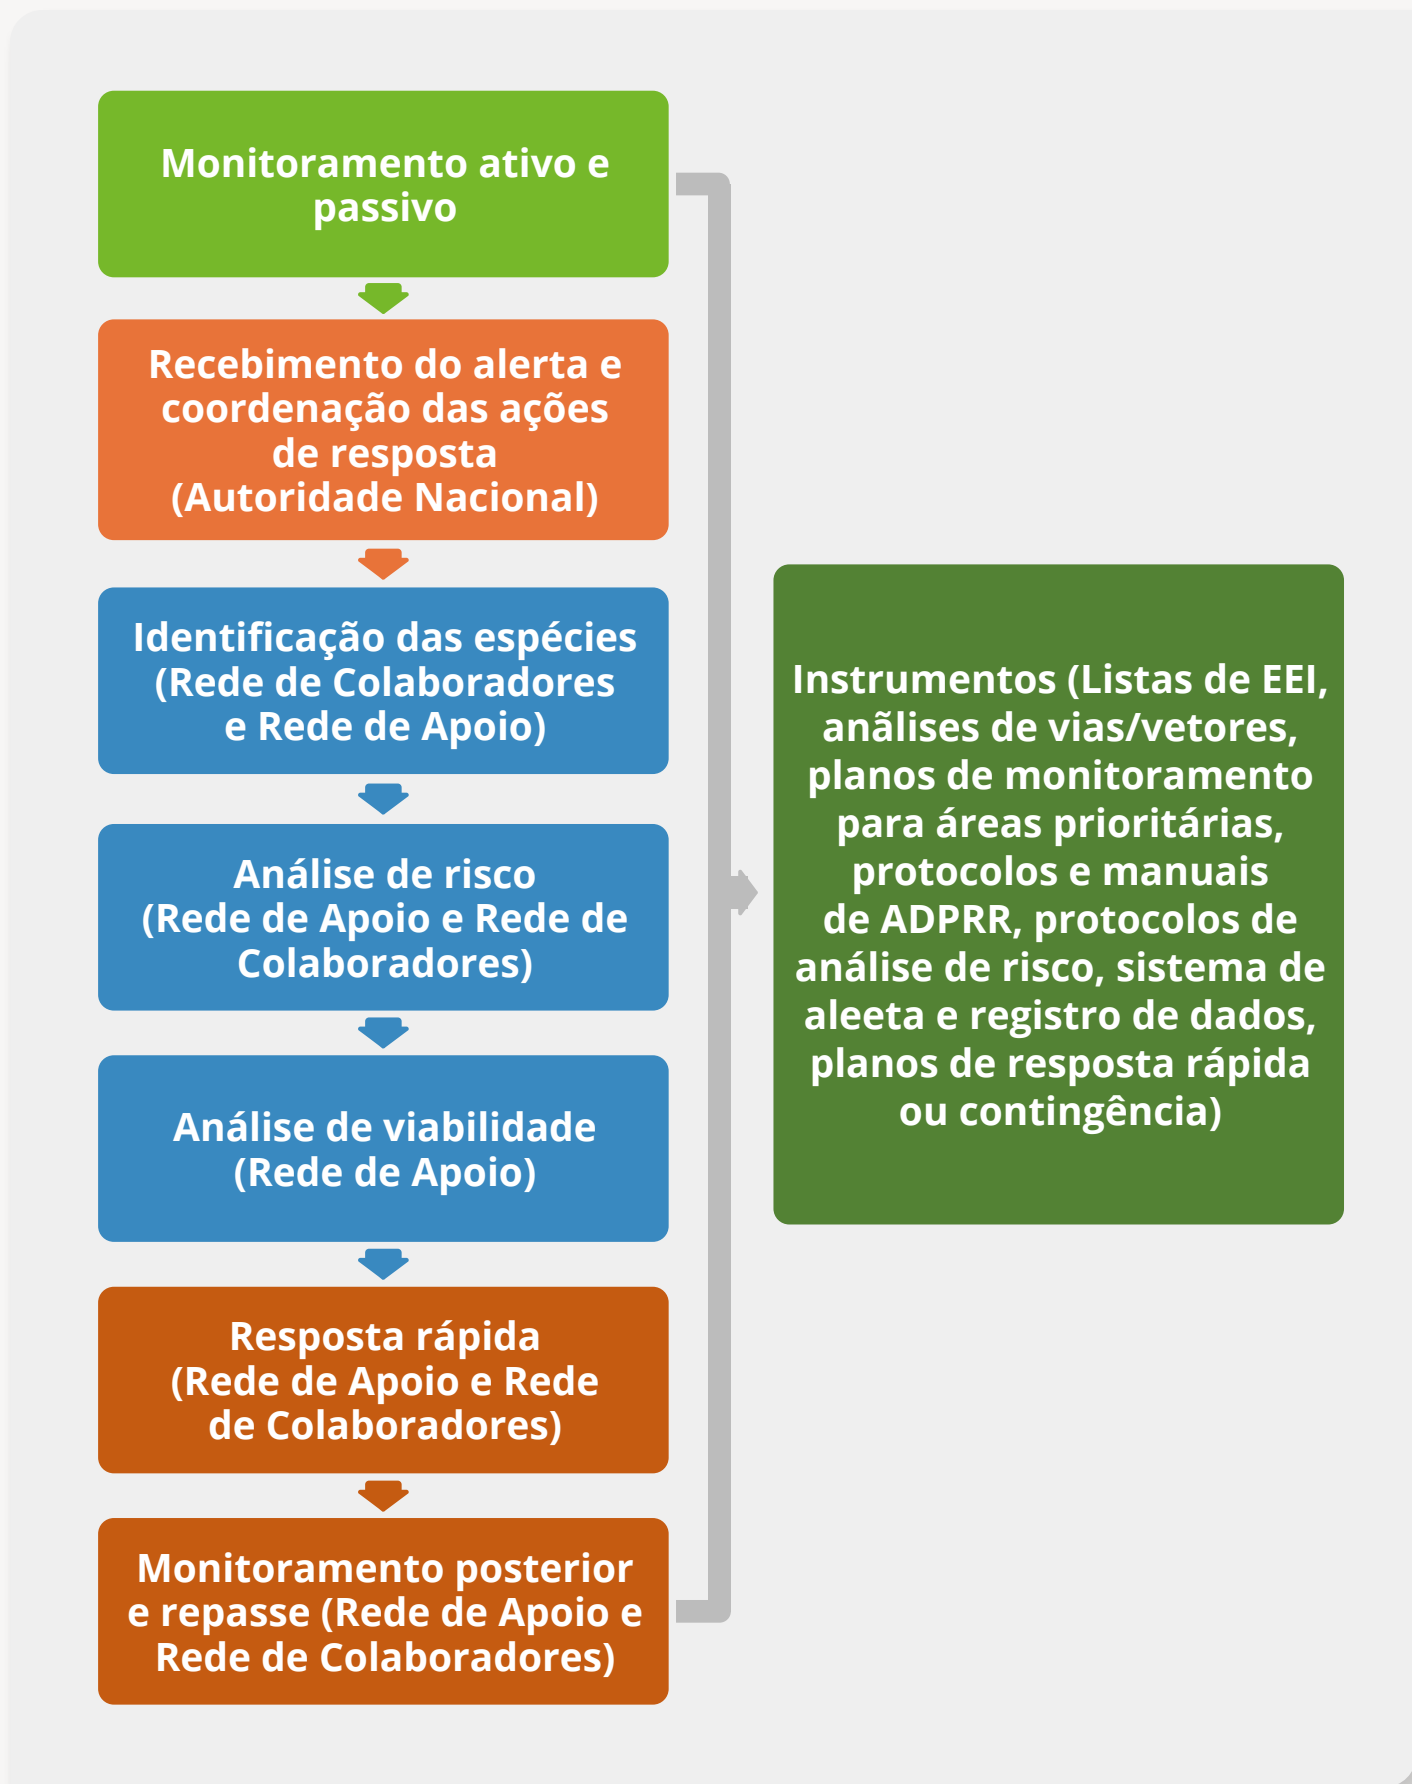 Monitoramento ativo e
passivo
Recebimento do alerta e
coordenação das ações
de resposta
(Autoridade Nacional)
Identificação das espécies
(Rede de Colaboradores
e Rede de Apoio)
Análise de risco
(Rede de Apoio e Rede de
Colaboradores)
Análise de viabilidade
(Rede de Apoio)
Resposta rápida
(Rede de Apoio e Rede
de Colaboradores)
Monitoramento posterior
e repasse (Rede de Apoio e
Rede de Colaboradores)
Instrumentos (Listas de EEI,
anãlises de vias/vetores,
planos de monitoramento
para áreas prioritárias,
protocolos e manuais
de ADPRR, protocolos de
análise de risco, sistema de
aleeta e registro de dados,
planos de resposta rápida
ou contingência)